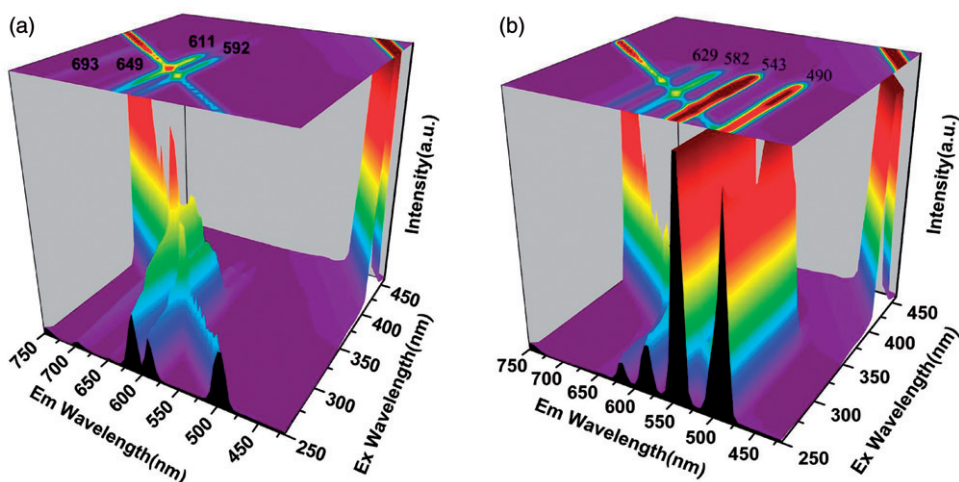 (a)
693 649 611 592
Intensity(a.u.)
750 700 650 600 550 500 450
Em Wavelength(nm)
250 300 350 400 450
Ex Wavelength(nm)
(b)
629 582 543 490
Intensity(a.u.)
750 700 650 600 550 500 450
Em Wavelength(nm)
250 300 350 400 450
Ex Wavelength(nm)